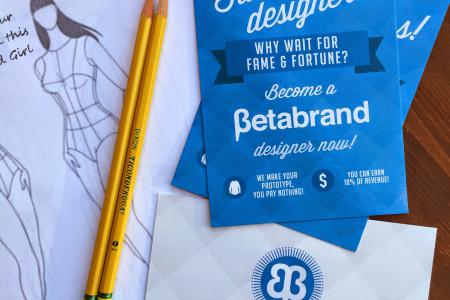 this
Girl
DIXON TICONDEROGA
designer
s!
WHY WAIT FOR
FAME & FORTUNE?
Become a
βetabrand
designer now!
WE MAKE YOUR
PROTOTYPE,
YOU PAY NOTHING!
$
YOU CAN EARN
10% OF REVENUE!